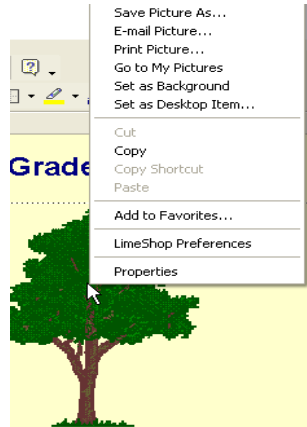 Save Picture As...
E-mail Picture...
Print Picture...
Go to My Pictures
Set as Background
Set as Desktop Item...
Cut
Copy
Copy Shortcut
Paste
Add to Favorites...
LimeShop Preferences
Properties
Grade